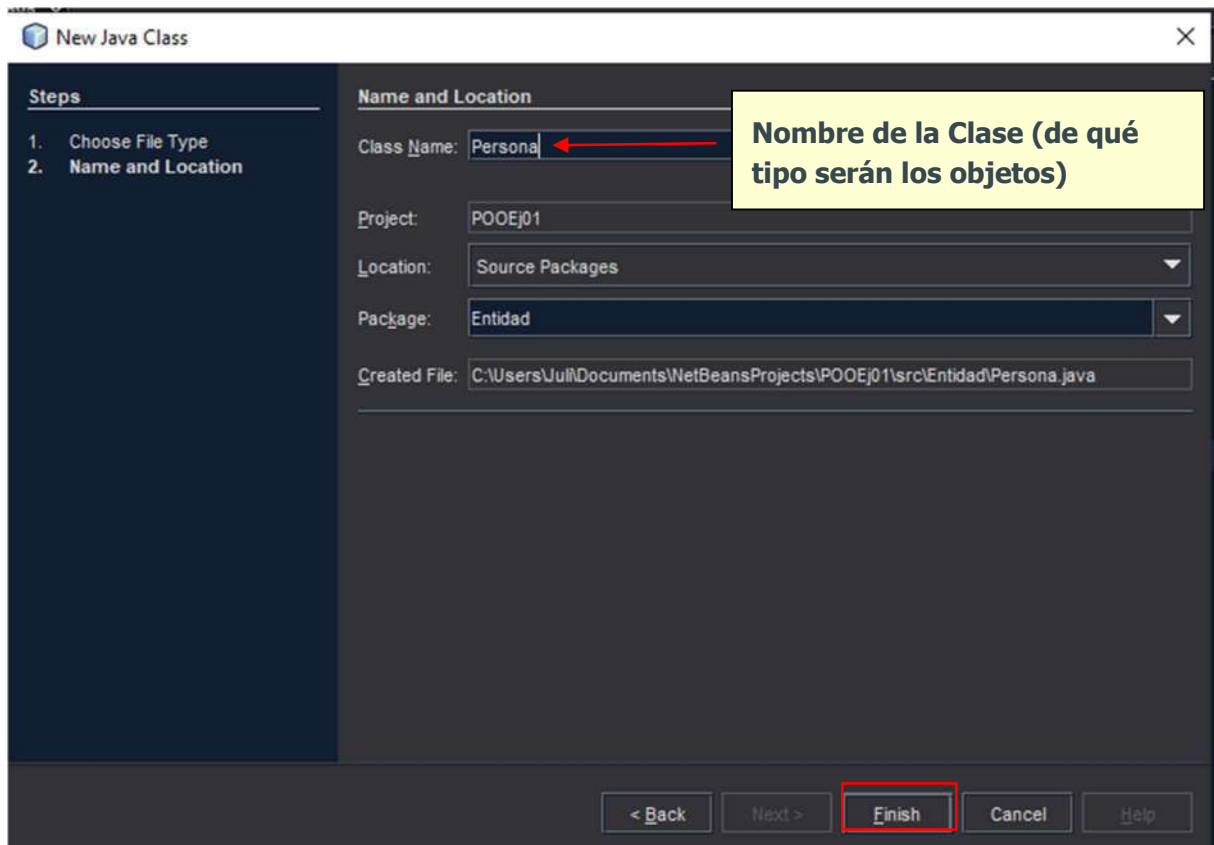 New Java Class
Steps
1. Choose File Type
2. Name and Location
Name and Location
Class Name: Persona
Nombre de la Clase (de qué
tipo serán los objetos)
Project: POOEj01
Location: Source Packages
Package: Entidad
Created File: C:\Users\Juli\Documents\NetBeansProjects\POOEj01\src\Entidad\Persona.java
< Back Next > Finish Cancel Help